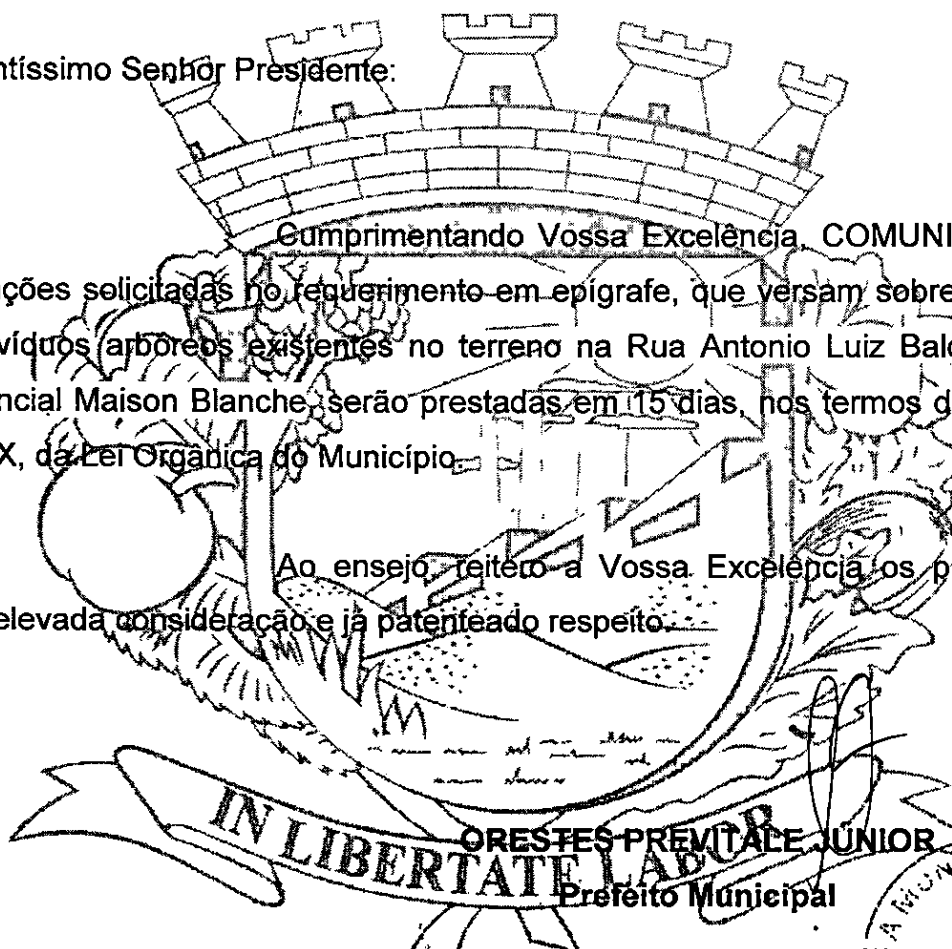 ntíssimo Senhor Presidente:
Cumprimentando Vossa Excelência, COMUNI
ções solicitadas no requerimento em epígrafe, que versam sobre
víduos arbóreos existentes no terreno na Rua Antonio Luiz Balc
ncial Maison Blanche, serão prestadas em 15 dias, nos termos d
X, da Lei Orgânica do Município.
Ao ensejo, reitero a Vossa Excelência os p
elevada consideração e já patenteado respeito.
ORESTES PREVITALE JÚNIOR
Prefeito Municipal
IN LIBERTATE LABOR
A MUN